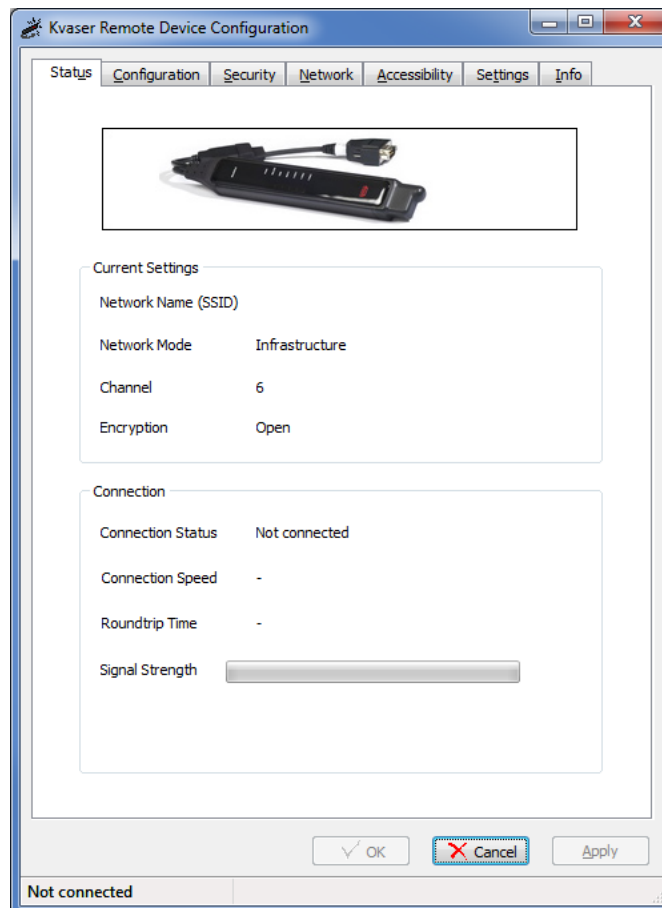 Kvaser Remote Device Configuration
Status Configuration Security Network Accessibility Settings Info
Current Settings
Network Name (SSID)
Network Mode Infrastructure
Channel 6
Encryption Open
Connection
Connection Status Not connected
Connection Speed -
Roundtrip Time -
Signal Strength
OK Cancel Apply
Not connected